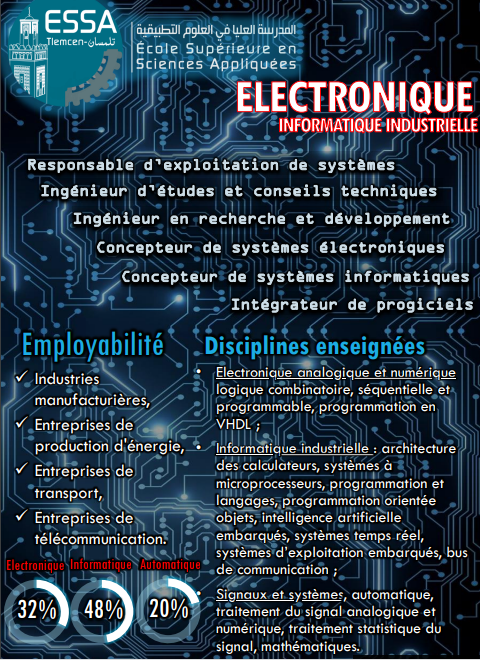 ESSA
Tlemcen-تلمسان
المدرسة العليا في العلوم التطبيقية
École Supérieure en
Sciences Appliquées
ELECTRONIQUE
INFORMATIQUE INDUSTRIELLE
Responsable d'exploitation de systèmes
Ingénieur d'études et conseils techniques
Ingénieur en recherche et développement
Concepteur de systèmes électroniques
Concepteur de systèmes informatiques
Intégrateur de progiciels
Employabilité
✓ Industries
manufacturières,
✓ Entreprises de
production d'énergie,
✓ Entreprises de
transport,
✓ Entreprises de
télécommunication.
Electronique Informatique Automatique
32% 48% 20%
Disciplines enseignées
• Electronique analogique et numérique
logique combinatoire, séquentielle et
programmable, programmation en
VHDL ;
• Informatique industrielle : architecture
des calculateurs, systèmes à
microprocesseurs, programmation et
langages, programmation orientée
objets, intelligence artificielle
embarqués, systèmes temps réel,
systèmes d'exploitation embarqués, bus
de communication ;
• Signaux et systèmes, automatique,
traitement du signal analogique et
numérique, traitement statistique du
signal, mathématiques.